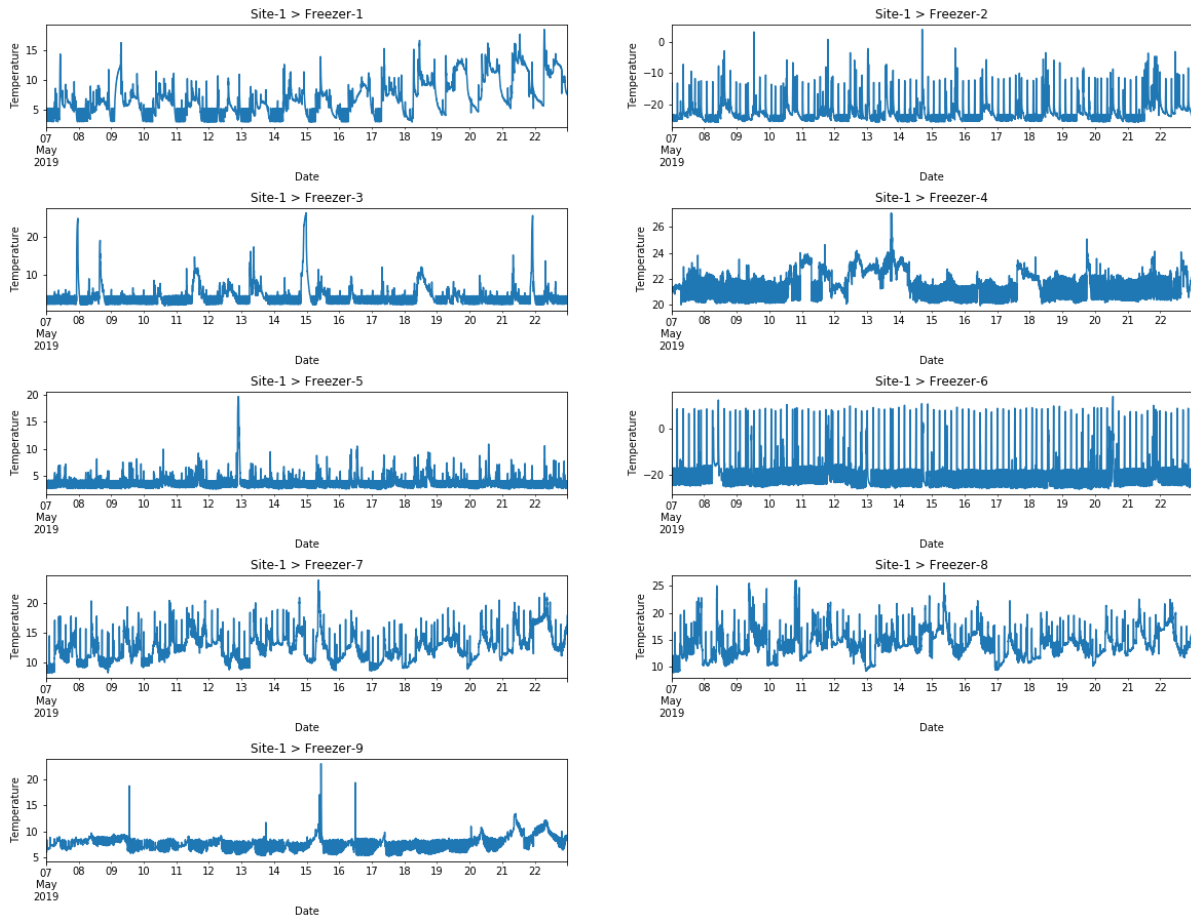 Site-1 > Freezer-1
Temperature
15
10
5
07 08 09 10 11 12 13 14 15 16 17 18 19 20 21 22
May
2019
Date
Site-1 > Freezer-2
Temperature
0
−10
−20
07 08 09 10 11 12 13 14 15 16 17 18 19 20 21 22
May
2019
Date
Site-1 > Freezer-3
Temperature
20
10
07 08 09 10 11 12 13 14 15 16 17 18 19 20 21 22
May
2019
Date
Site-1 > Freezer-4
Temperature
26
24
22
20
07 08 09 10 11 12 13 14 15 16 17 18 19 20 21 22
May
2019
Date
Site-1 > Freezer-5
Temperature
20
15
10
5
07 08 09 10 11 12 13 14 15 16 17 18 19 20 21 22
May
2019
Date
Site-1 > Freezer-6
Temperature
0
−20
07 08 09 10 11 12 13 14 15 16 17 18 19 20 21 22
May
2019
Date
Site-1 > Freezer-7
Temperature
20
15
10
07 08 09 10 11 12 13 14 15 16 17 18 19 20 21 22
May
2019
Date
Site-1 > Freezer-8
Temperature
25
20
15
10
07 08 09 10 11 12 13 14 15 16 17 18 19 20 21 22
May
2019
Date
Site-1 > Freezer-9
Temperature
20
15
10
5
07 08 09 10 11 12 13 14 15 16 17 18 19 20 21 22
May
2019
Date